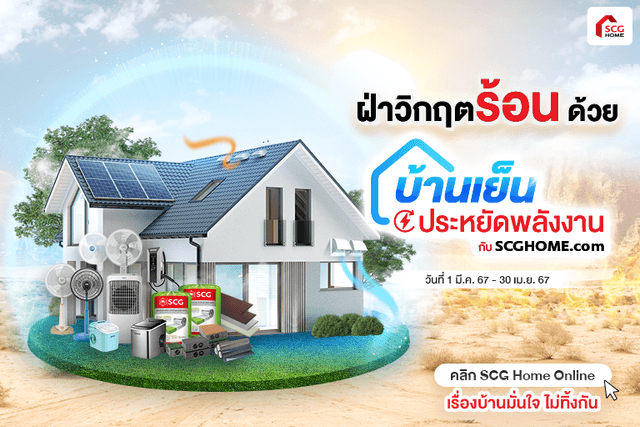 SCG
HOME
ฝ่าวิกฤตร้อน ด้วย
บ้านเย็น
ประหยัดพลังงาน
กับ SCGHOME.com
วันที่ 1 มี.ค. 67 - 30 เม.ย. 67
SCG
SCG
คลิก SCG Home Online
เรื่องบ้านมั่นใจ ไม่ทิ้งกัน